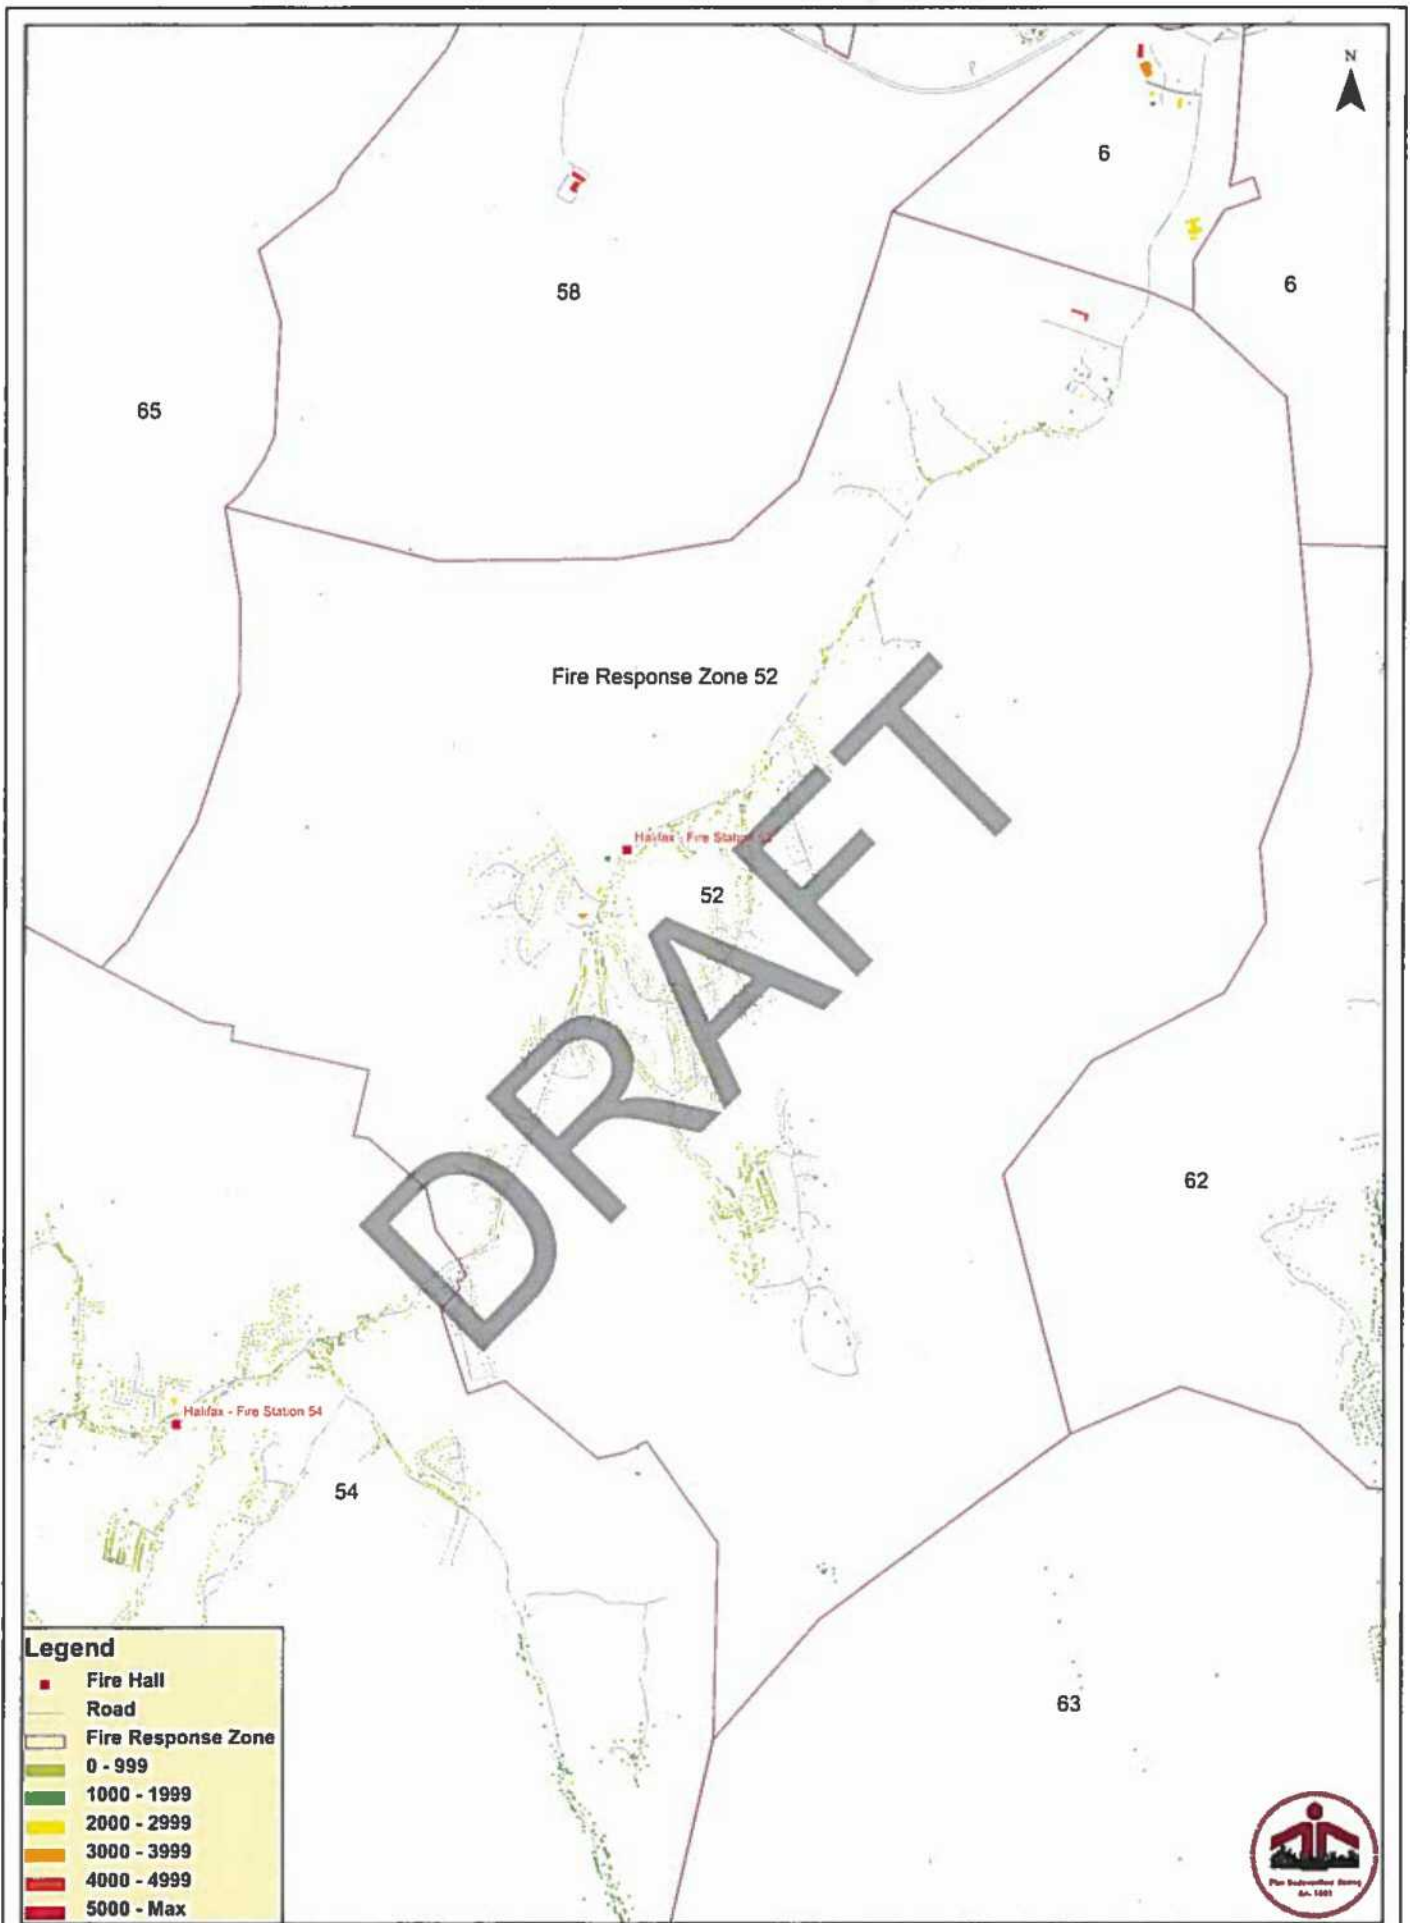 N
6
58
6
65
Fire Response Zone 52
Halifax - Fire Station
52
62
Halifax - Fire Station 54
54
63
DRAFT
Legend
Fire Hall
Road
Fire Response Zone
0 - 999
1000 - 1999
2000 - 2999
3000 - 3999
4000 - 4999
5000 - Max